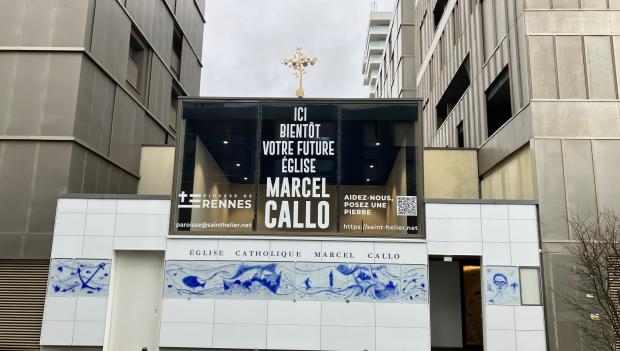 ICI
BIENTÔT
VOTRE FUTURE
ÉGLISE
MARCEL
CALLO
DIOCÈSE DE
RENNES
paroisse@sainthelier.net
AIDEZ-NOUS,
POSEZ UNE
PIERRE
https://saint-helier.net
ÉGLISE CATHOLIQUE MARCEL CALLO